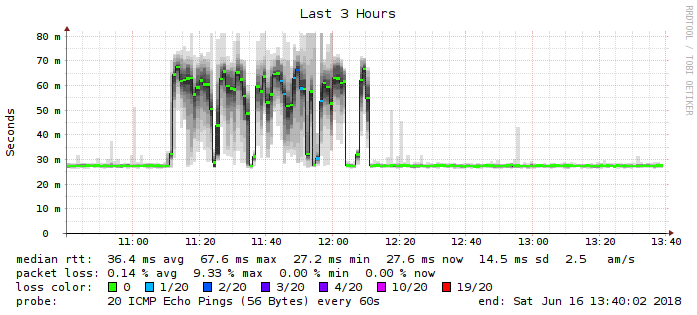 Last 3 Hours
RRDTOOL / TOBI OETIKER
Seconds
80 m
70 m
60 m
50 m
40 m
30 m
20 m
10 m
0
11:00 11:20 11:40 12:00 12:20 12:40 13:00 13:20 13:40
median rtt: 36.4 ms avg 67.6 ms max 27.2 ms min 27.6 ms now 14.5 ms sd 2.5 am/s
packet loss: 0.14 % avg 9.33 % max 0.00 % min 0.00 % now
loss color: 0 1/20 2/20 3/20 4/20 10/20 19/20
probe: 20 ICMP Echo Pings (56 Bytes) every 60s end: Sat Jun 16 13:40:02 2018